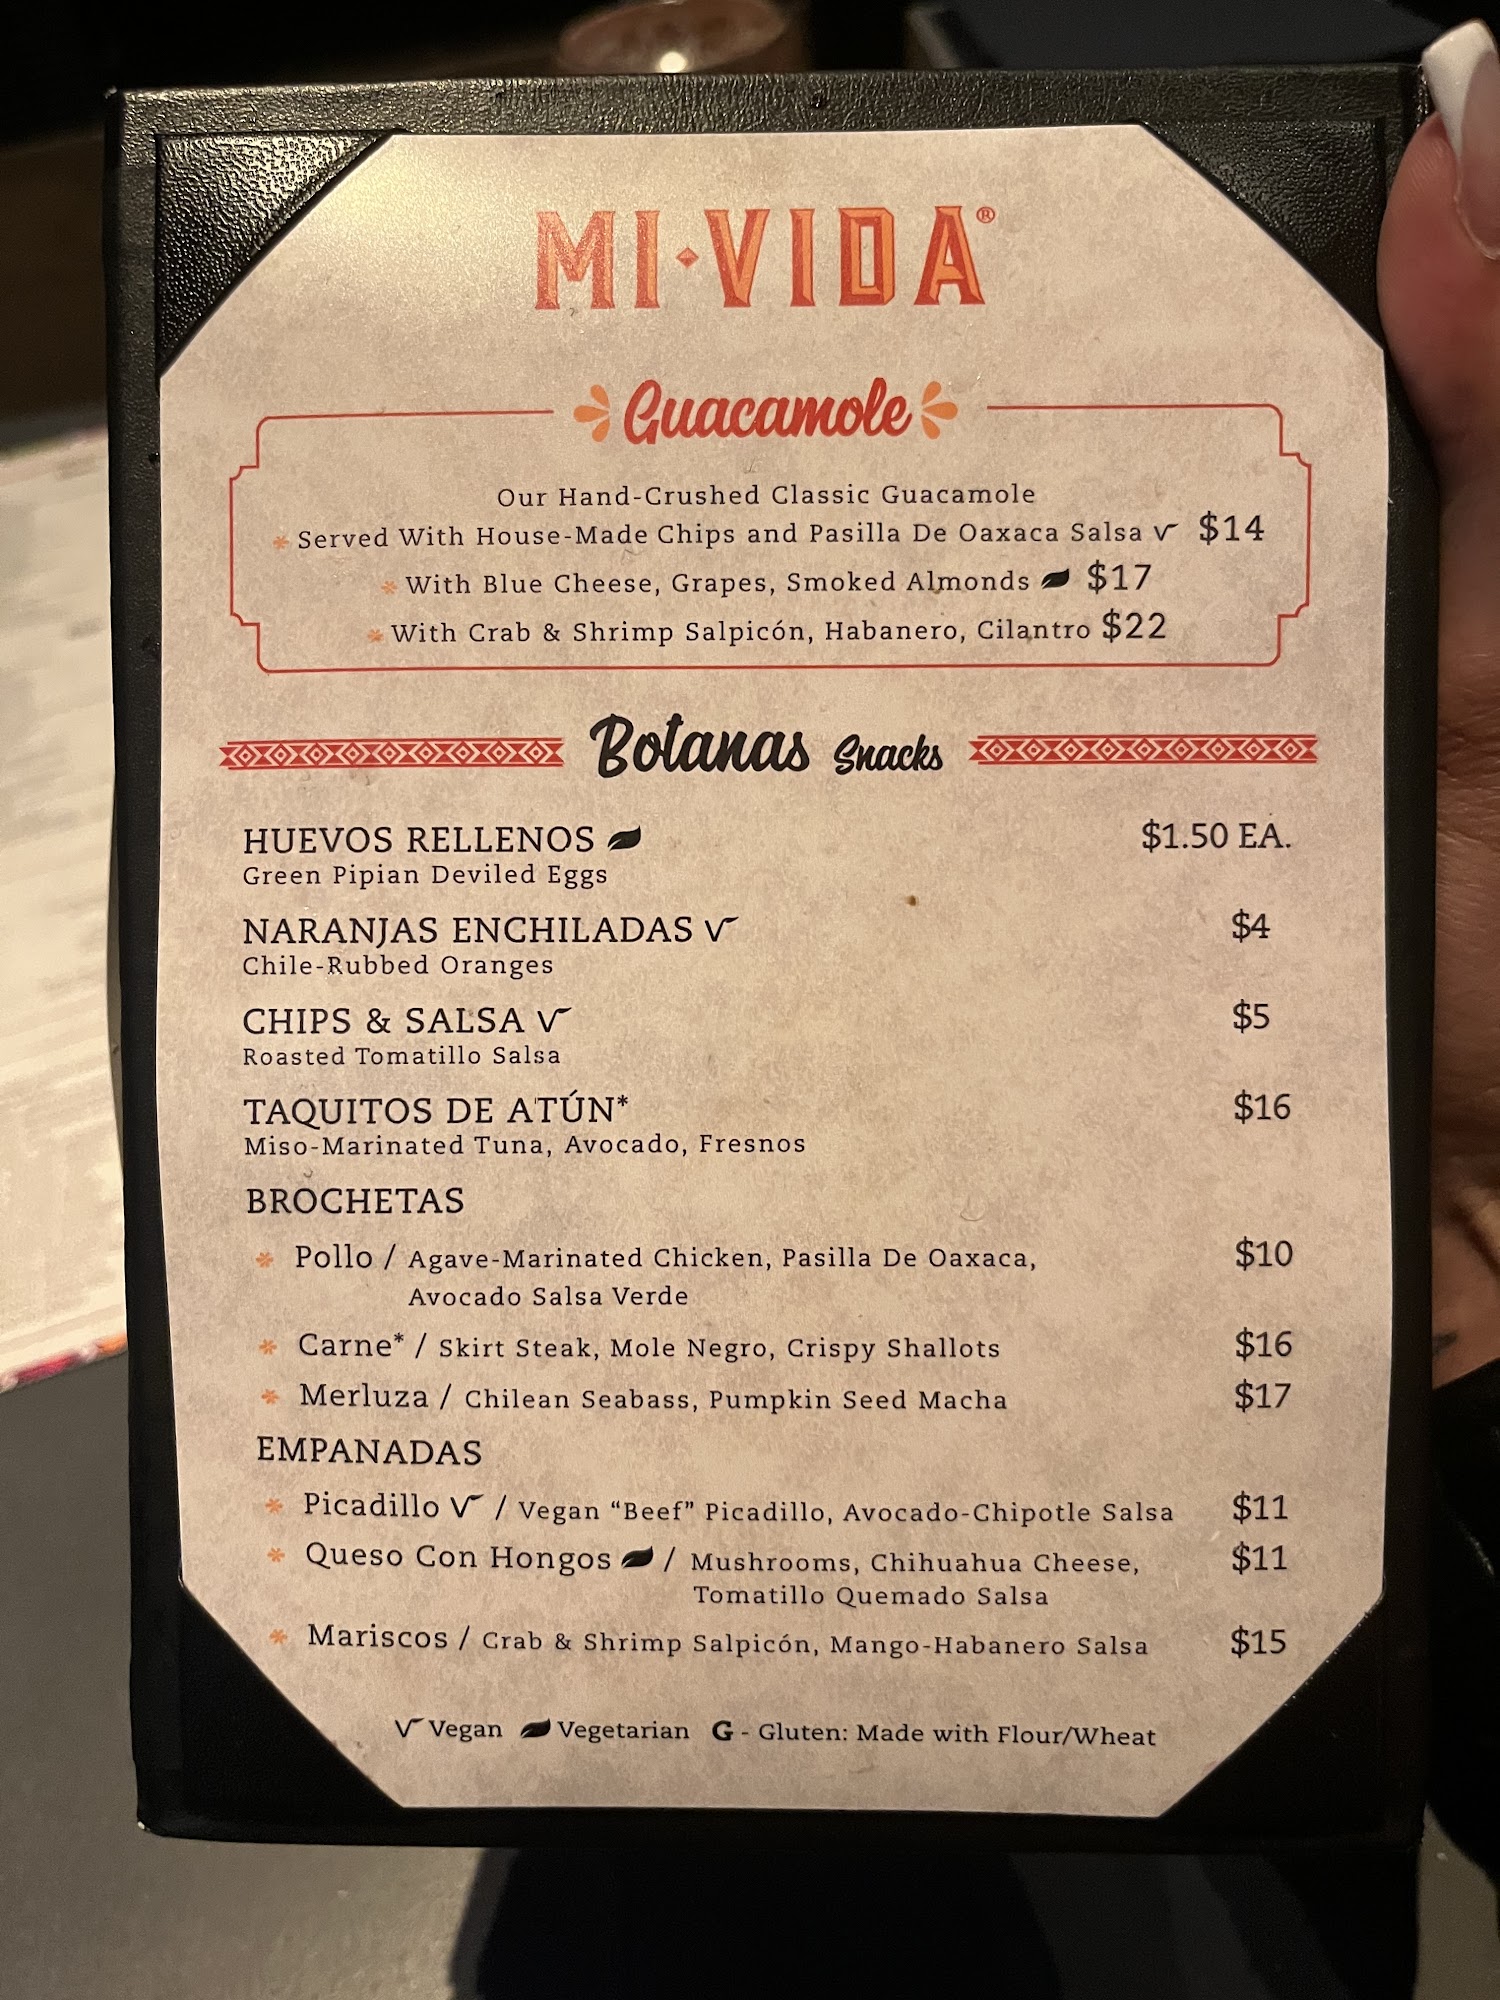 MI·VIDA®
Guacamole
Our Hand-Crushed Classic Guacamole
Served With House-Made Chips and Pasilla De Oaxaca Salsa V $14
With Blue Cheese, Grapes, Smoked Almonds $17
With Crab & Shrimp Salpicón, Habanero, Cilantro $22
Botanas Snacks
HUEVOS RELLENOS $1.50 EA.
Green Pipian Deviled Eggs
NARANJAS ENCHILADAS V $4
Chile-Rubbed Oranges
CHIPS & SALSA V $5
Roasted Tomatillo Salsa
TAQUITOS DE ATÚN* $16
Miso-Marinated Tuna, Avocado, Fresnos
BROCHETAS
Pollo / Agave-Marinated Chicken, Pasilla De Oaxaca, $10
Avocado Salsa Verde
Carne* / Skirt Steak, Mole Negro, Crispy Shallots $16
Merluza / Chilean Seabass, Pumpkin Seed Macha $17
EMPANADAS
Picadillo V / Vegan “Beef” Picadillo, Avocado-Chipotle Salsa $11
Queso Con Hongos / Mushrooms, Chihuahua Cheese, $11
Tomatillo Quemado Salsa
Mariscos / Crab & Shrimp Salpicón, Mango-Habanero Salsa $15
V Vegan Vegetarian G - Gluten: Made with Flour/Wheat